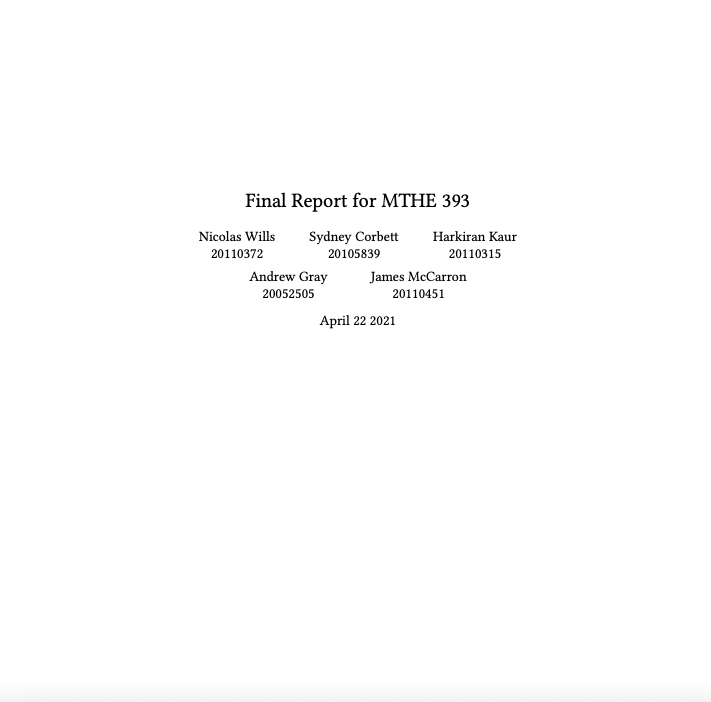 Final Report for MTHE 393
Nicolas Wills Sydney Corbett Harkiran Kaur
20110372 20105839 20110315
Andrew Gray James McCarron
20052505 20110451
April 22 2021